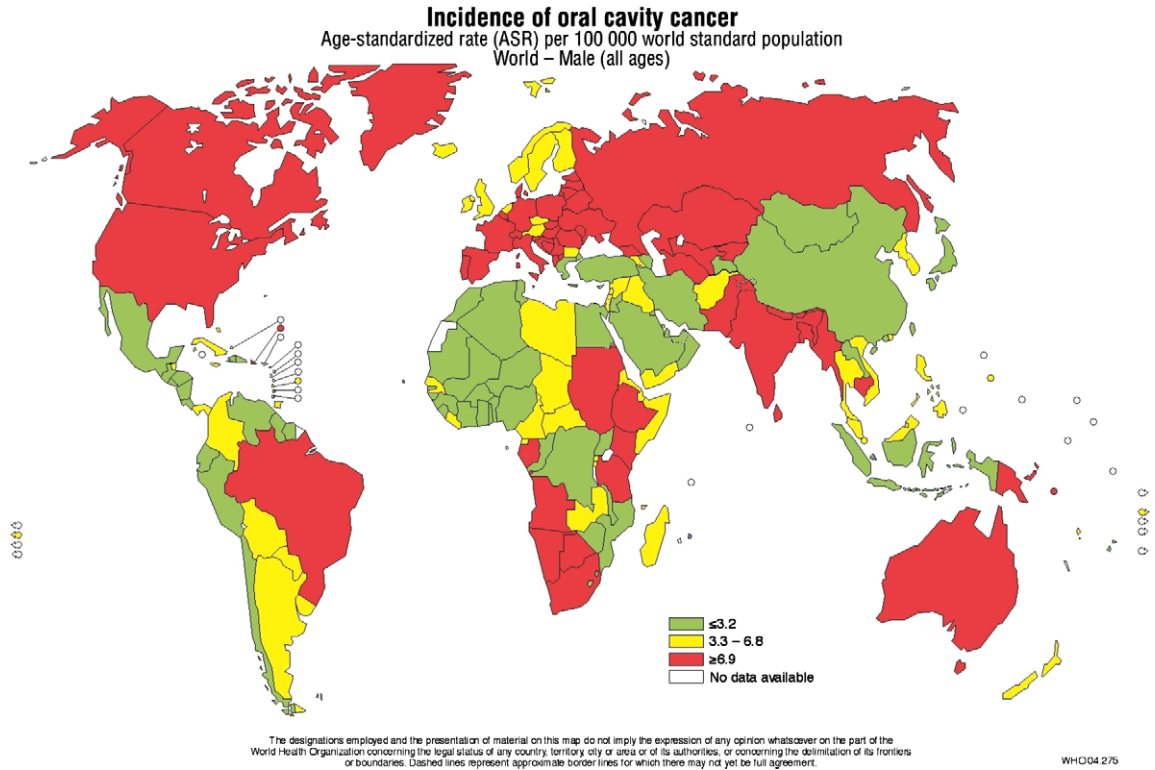 Incidence of oral cavity cancer
Age-standardized rate (ASR) per 100 000 world standard population
World – Male (all ages)
≤3.2
3.3 – 6.8
≥6.9
No data available
The designations employed and the presentation of material on this map do not imply the expression of any opinion whatsoever on the part of the
World Health Organization concerning the legal status of any country, territory, city or area or of its authorities, or concerning the delimitation of its frontiers
or boundaries. Dashed lines represent approximate border lines for which there may not yet be full agreement.
WHO 04.275